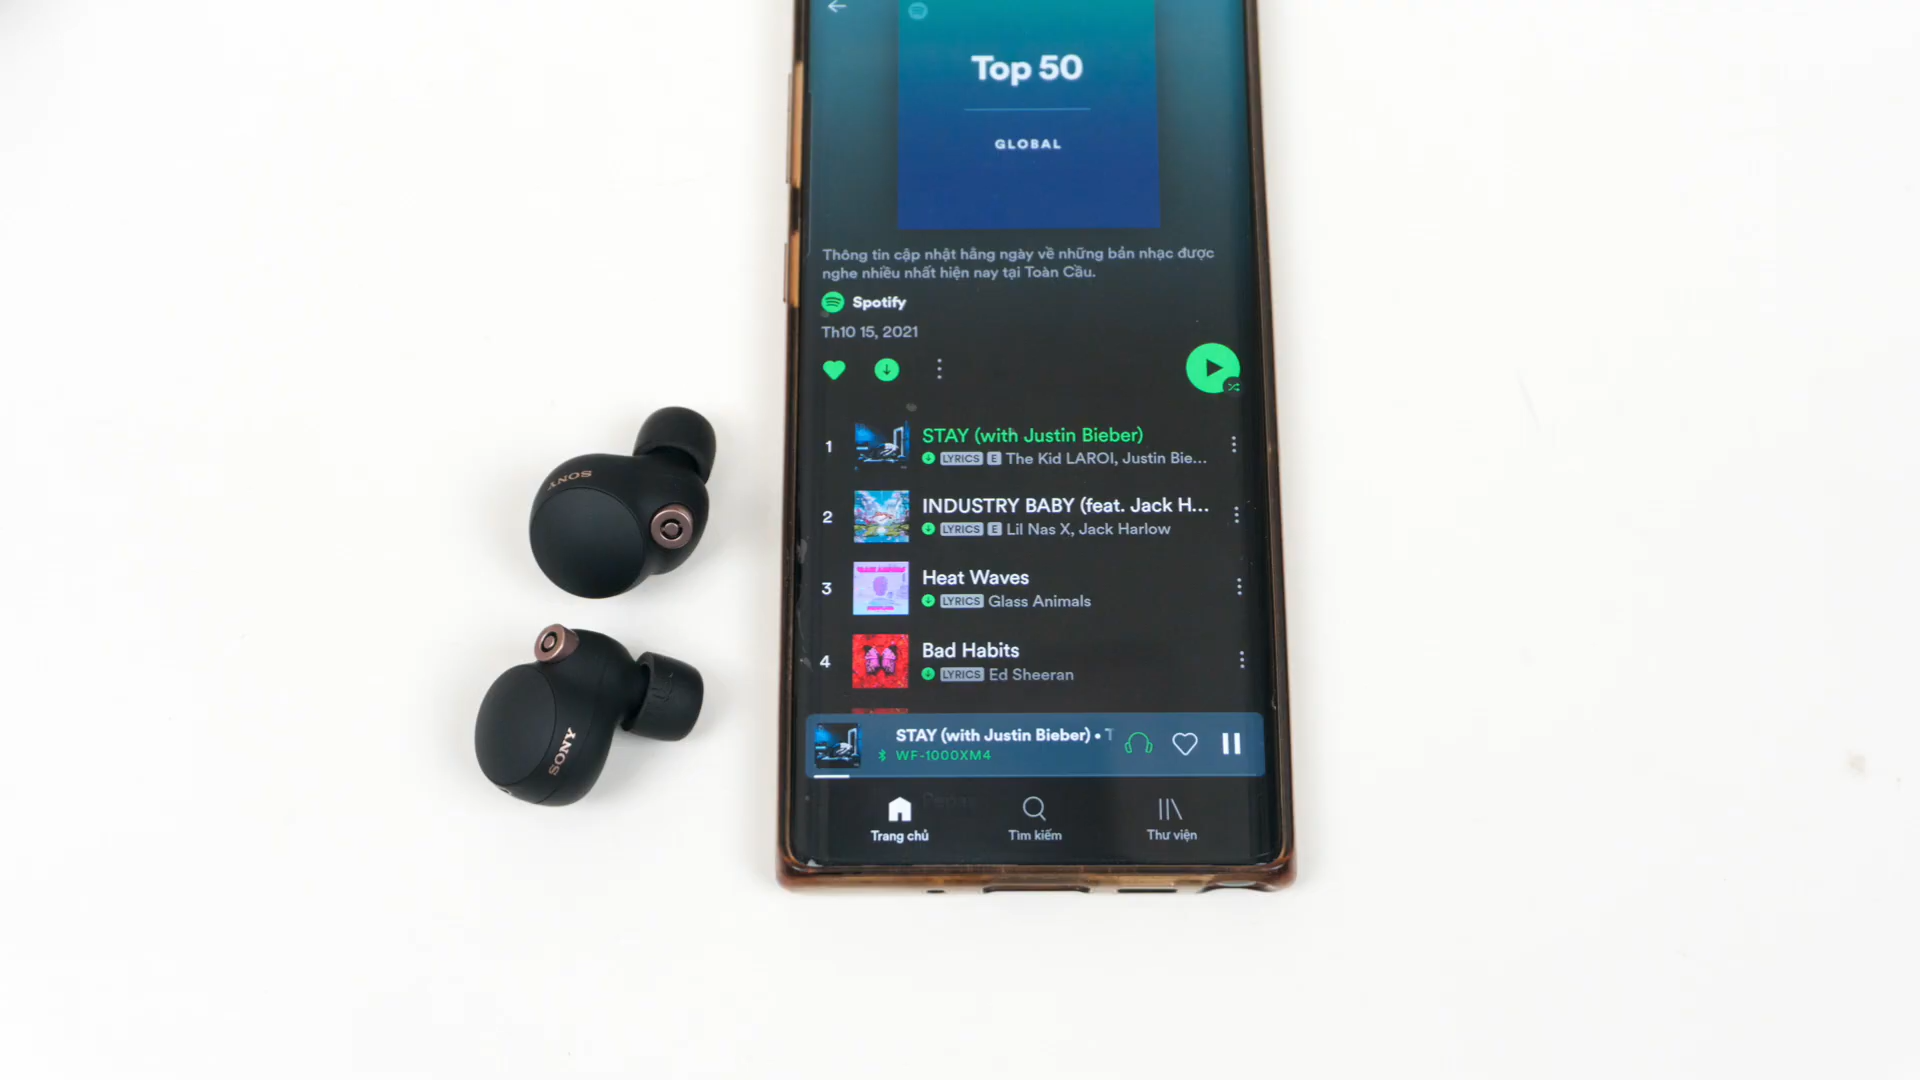 Top 50
GLOBAL
Thông tin cập nhật hằng ngày về những bản nhạc được
nghe nhiều nhất hiện nay tại Toàn Cầu.
Spotify
Th10 15, 2021
1
STAY (with Justin Bieber)
LYRICS E The Kid LAROI, Justin Bie...
2
INDUSTRY BABY (feat. Jack H...
LYRICS E Lil Nas X, Jack Harlow
3
Heat Waves
LYRICS Glass Animals
4
Bad Habits
LYRICS Ed Sheeran
STAY (with Justin Bieber) • T
WF-1000XM4
Trang chủ
Tìm kiếm
Thư viện
SONY
SONY